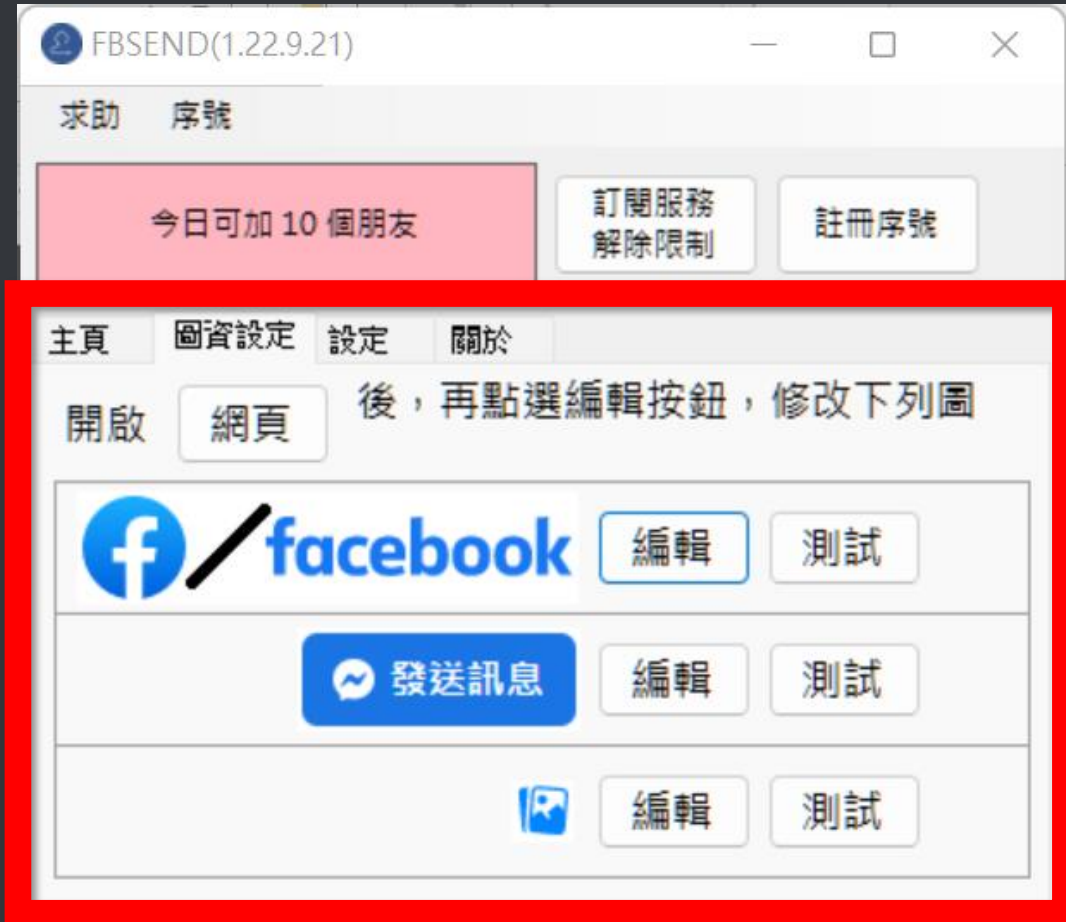 FBSEND(1.22.9.21)
求助 序號
今日可加 10 個朋友
訂閱服務
解除限制
註冊序號
主頁 圖資設定 設定 關於
開啟 網頁 後，再點選編輯按鈕，修改下列圖
facebook 編輯 測試
發送訊息 編輯 測試
編輯 測試